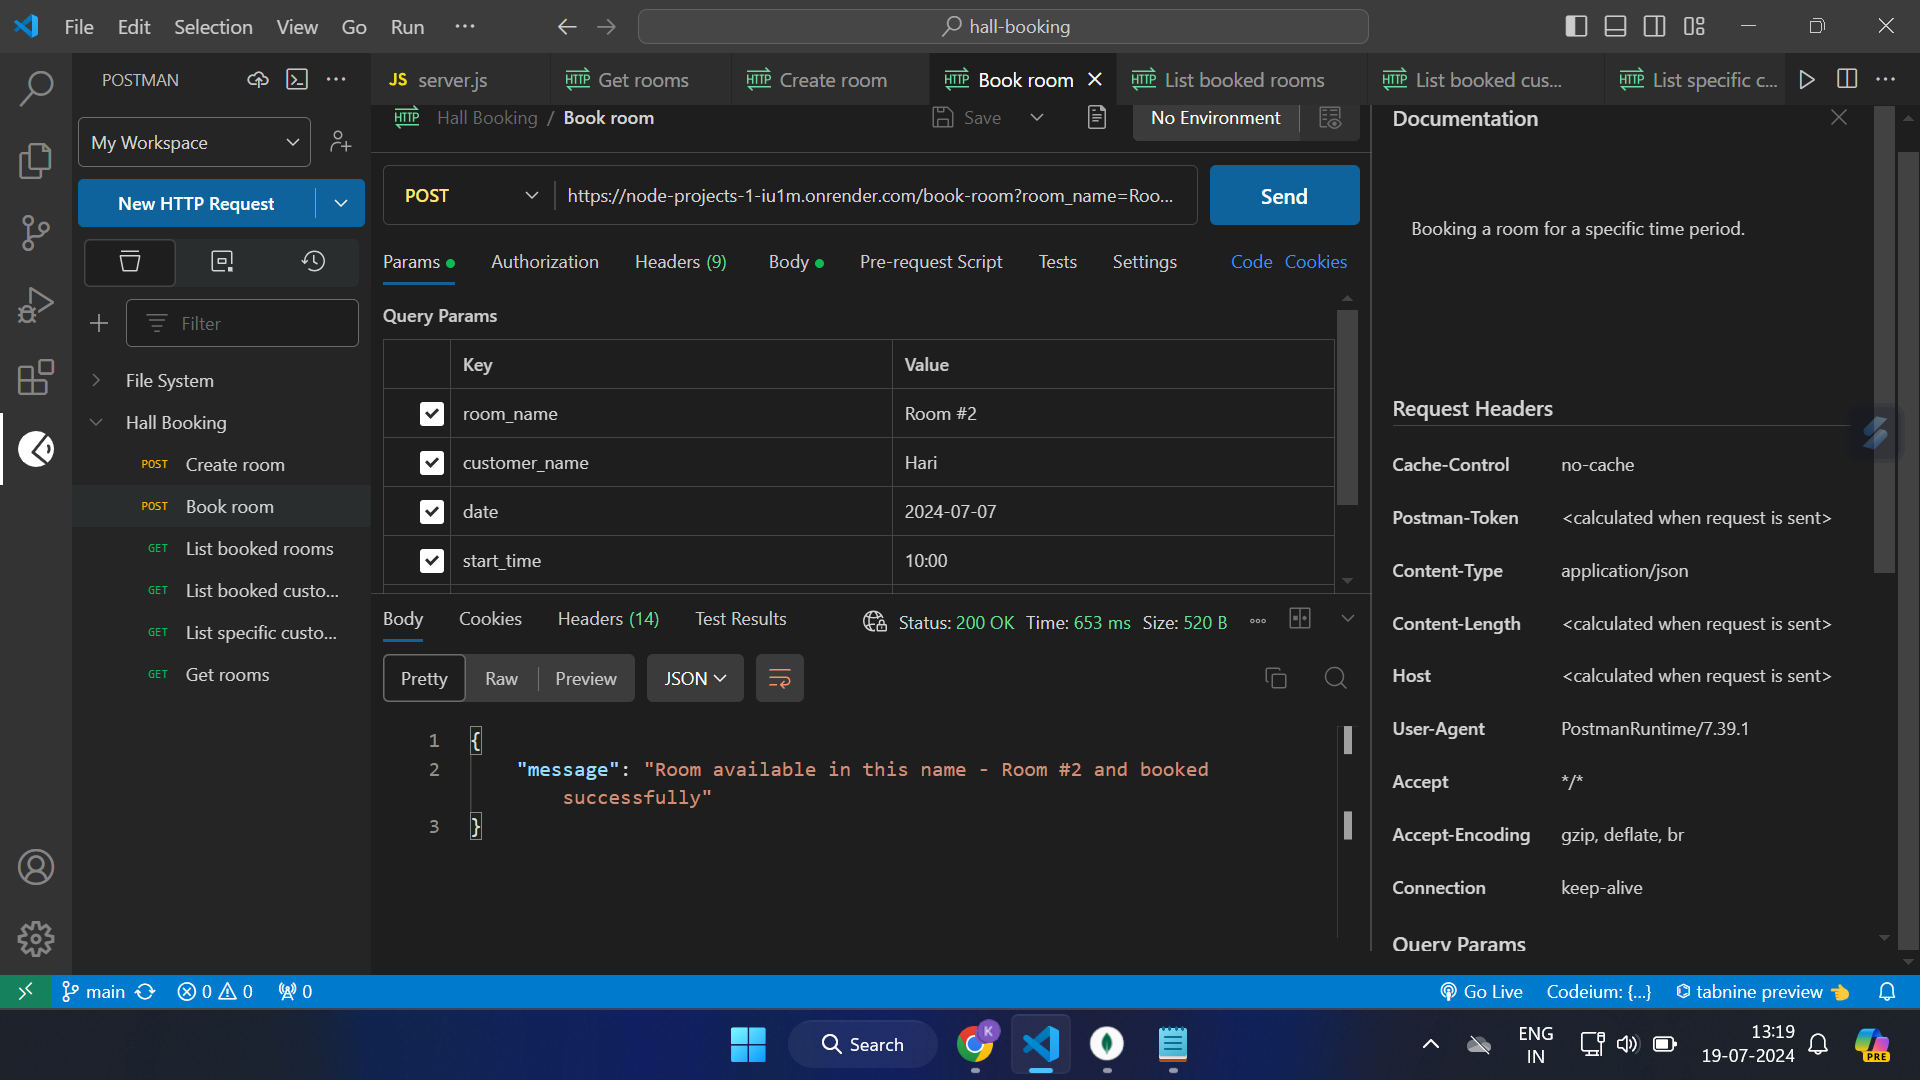 File Edit Selection View Go Run ··· hall-booking
POSTMAN
JS server.js
HTTP Get rooms
HTTP Create room
HTTP Book room
HTTP List booked rooms
HTTP List booked cus...
HTTP List specific c...
My Workspace
New HTTP Request
Filter
File System
Hall Booking
POST Create room
POST Book room
GET List booked rooms
GET List booked custo...
GET List specific custo...
GET Get rooms
HTTP Hall Booking / Book room
Save
No Environment
POST https://node-projects-1-iu1m.onrender.com/book-room?room_name=Roo...
Send
Params Authorization Headers (9) Body Pre-request Script Tests Settings Code Cookies
Query Params
Key Value
room_name Room #2
customer_name Hari
date 2024-07-07
start_time 10:00
Body Cookies Headers (14) Test Results Status: 200 OK Time: 653 ms Size: 520 B
Pretty Raw Preview JSON
1 {
2 "message": "Room available in this name - Room #2 and booked
successfully"
3 }
Documentation
Booking a room for a specific time period.
Request Headers
Cache-Control no-cache
Postman-Token <calculated when request is sent>
Content-Type application/json
Content-Length <calculated when request is sent>
Host <calculated when request is sent>
User-Agent PostmanRuntime/7.39.1
Accept */*
Accept-Encoding gzip, deflate, br
Connection keep-alive
Query Params
main 0 0 0 Go Live Codeium: {...} tabnine preview
Search
K
ENG
IN
13:19
19-07-2024
PRE